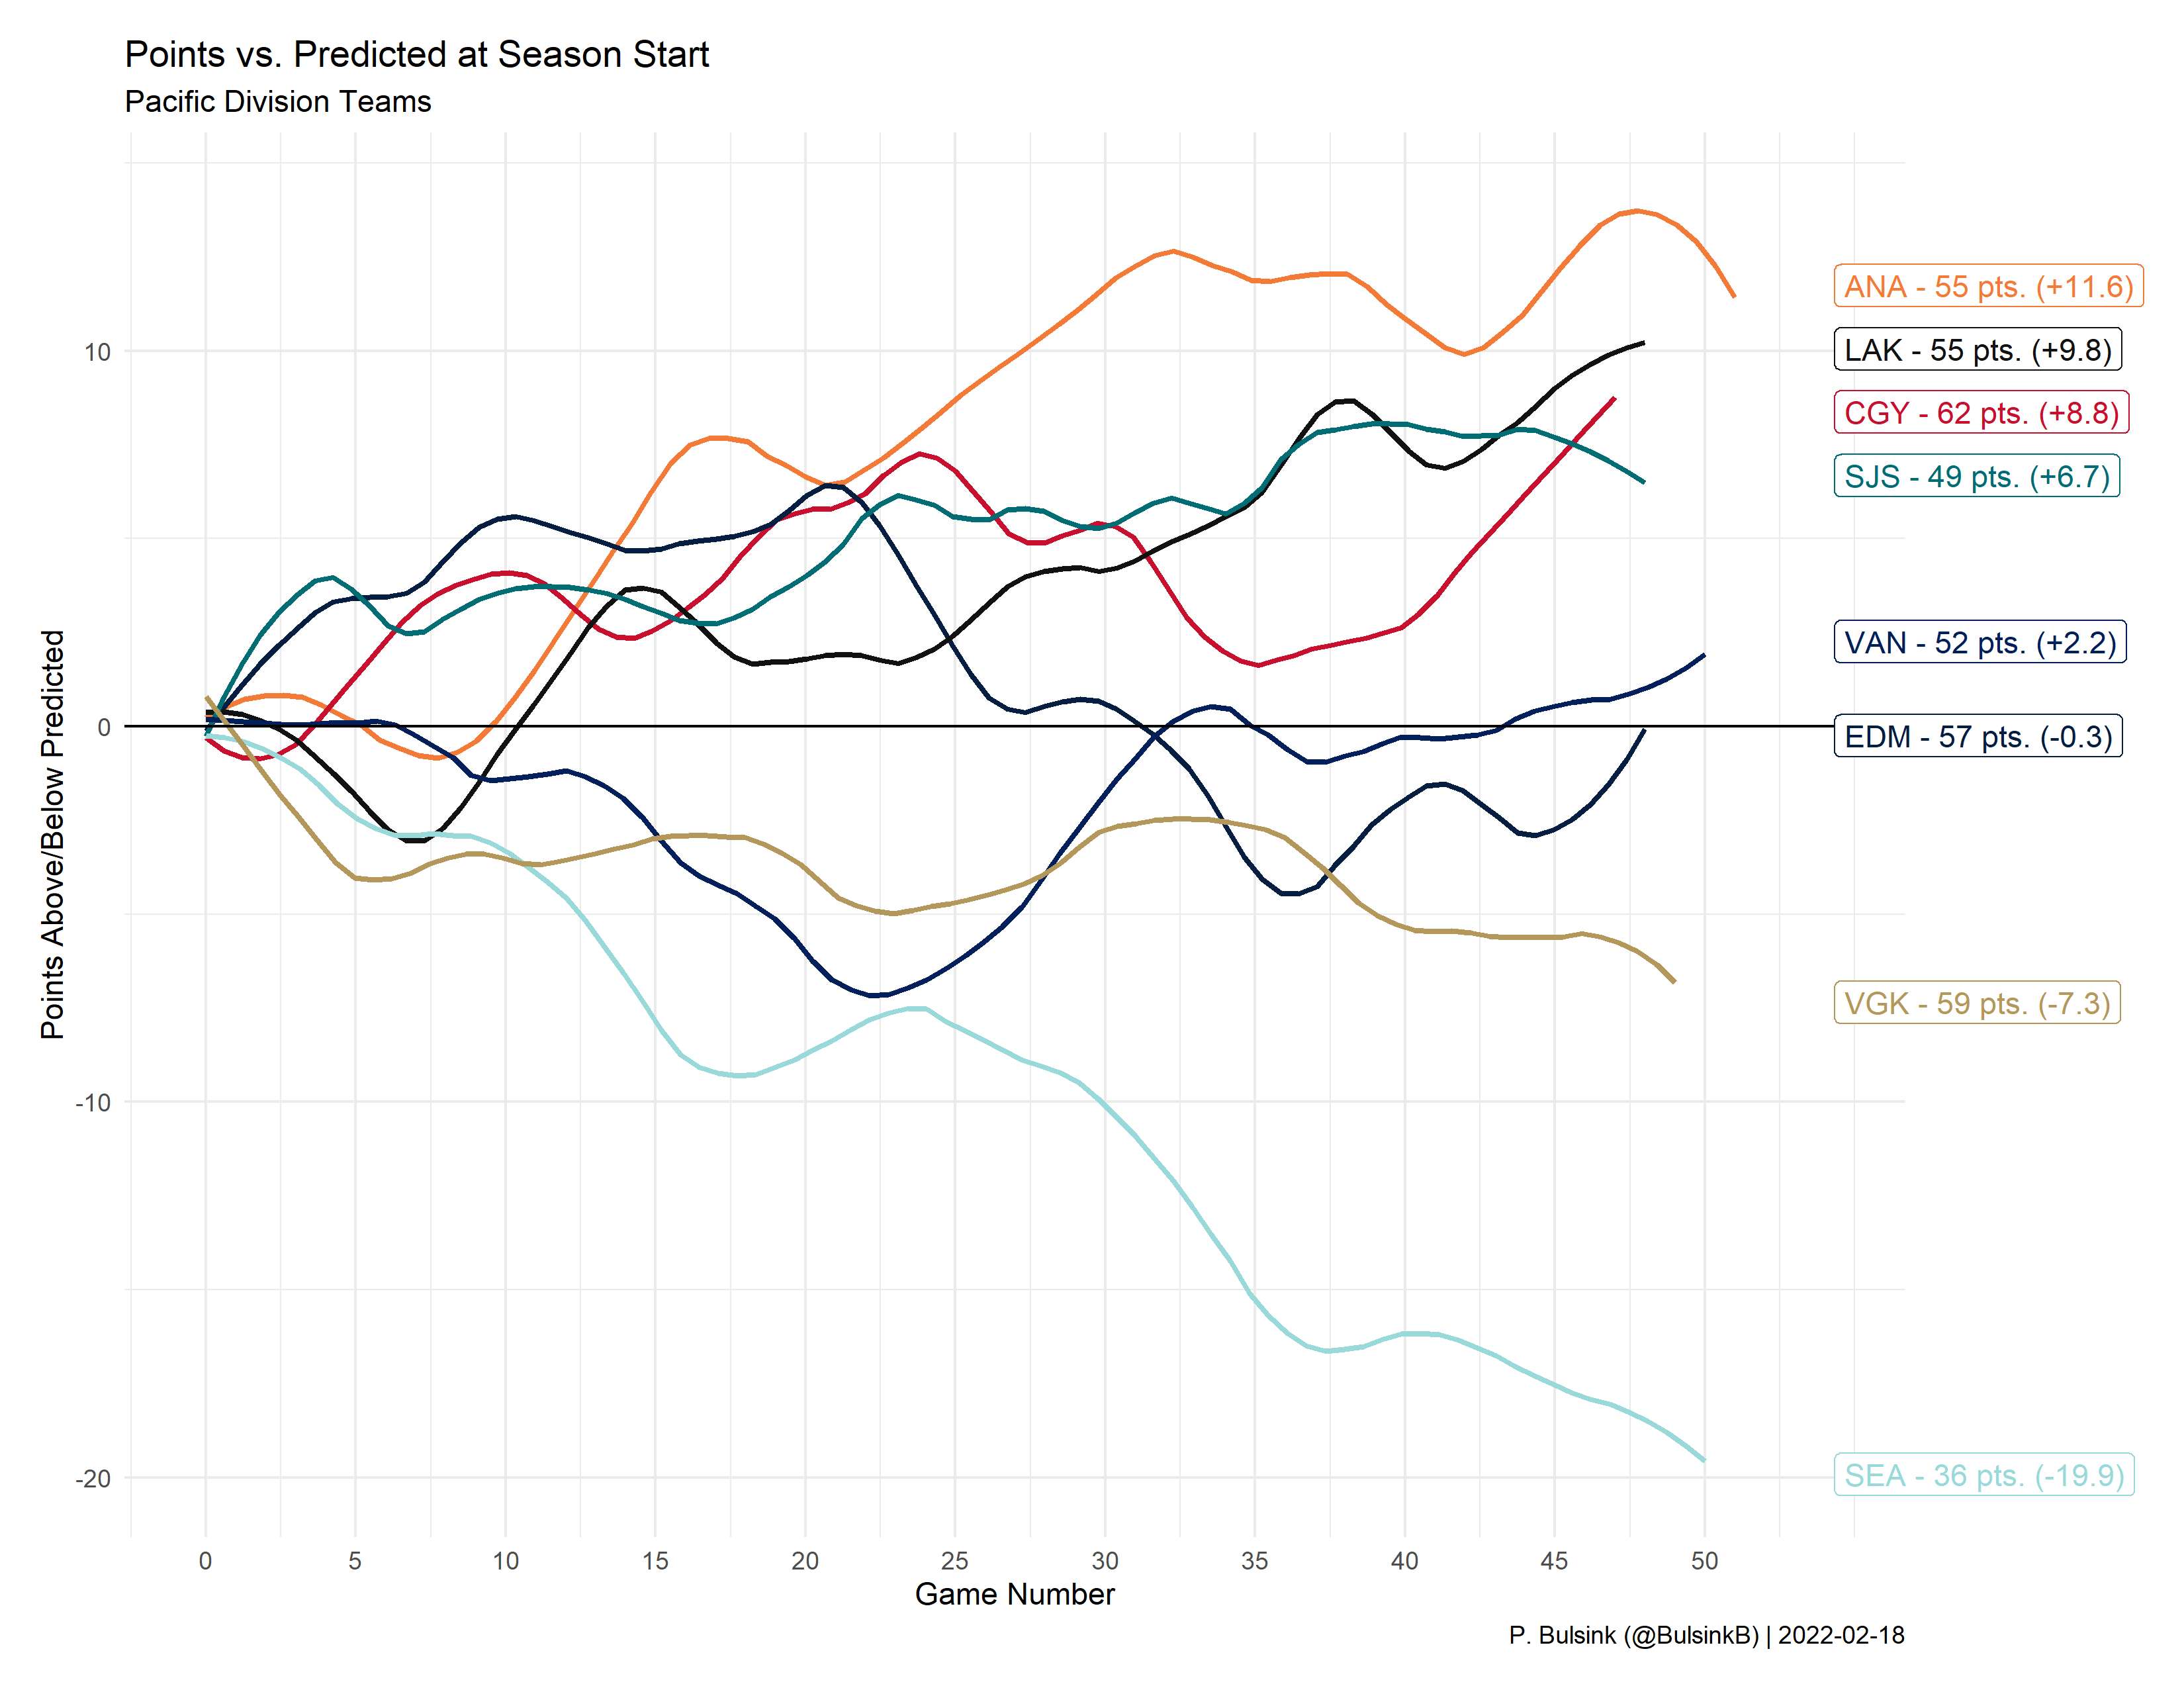 Points vs. Predicted at Season Start
Pacific Division Teams
Points Above/Below Predicted
10
0
-10
-20
ANA - 55 pts. (+11.6)
LAK - 55 pts. (+9.8)
CGY - 62 pts. (+8.8)
SJS - 49 pts. (+6.7)
VAN - 52 pts. (+2.2)
EDM - 57 pts. (-0.3)
VGK - 59 pts. (-7.3)
SEA - 36 pts. (-19.9)
0 5 10 15 20 25 30 35 40 45 50
Game Number
P. Bulsink (@BulsinkB) | 2022-02-18